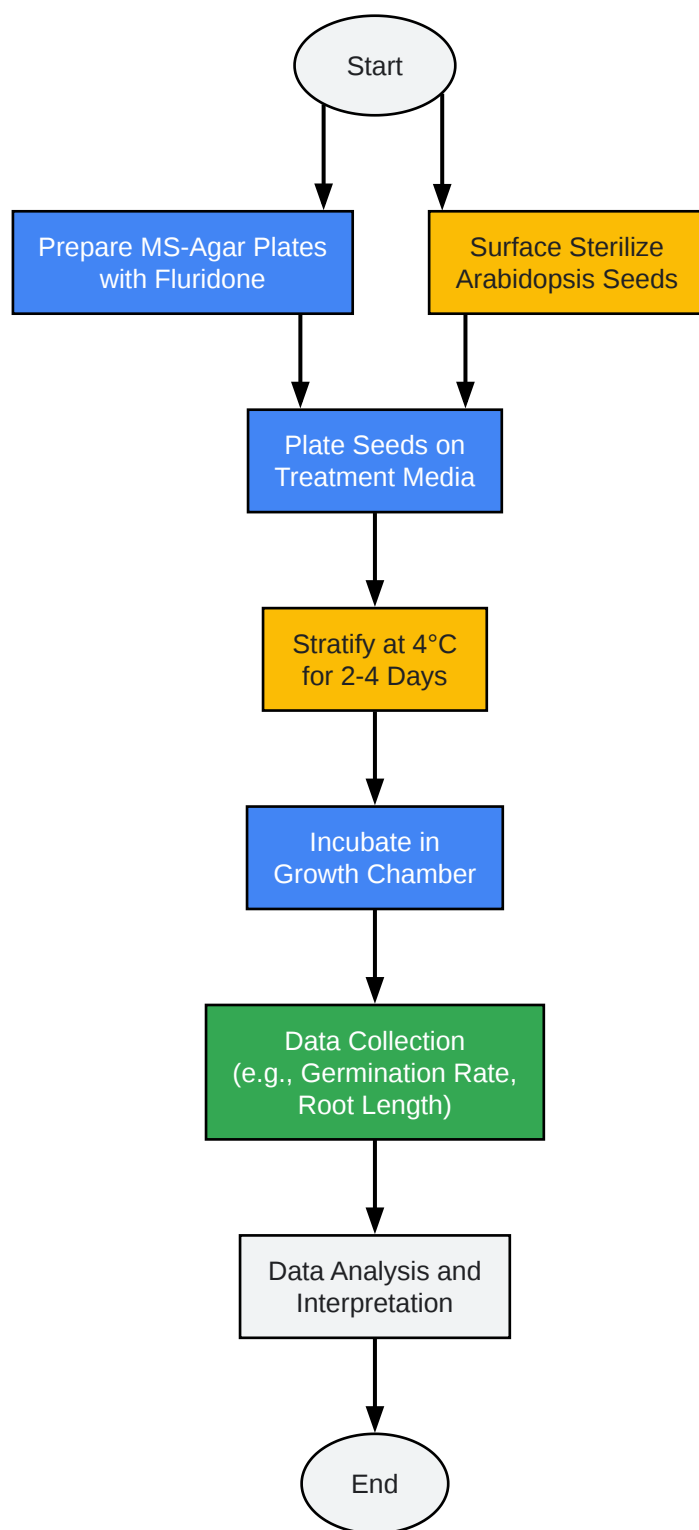 Start
Prepare MS-Agar Plates
with Fluridone
Surface Sterilize
Arabidopsis Seeds
Plate Seeds on
Treatment Media
Stratify at 4°C
for 2-4 Days
Incubate in
Growth Chamber
Data Collection
(e.g., Germination Rate,
Root Length)
Data Analysis and
Interpretation
End